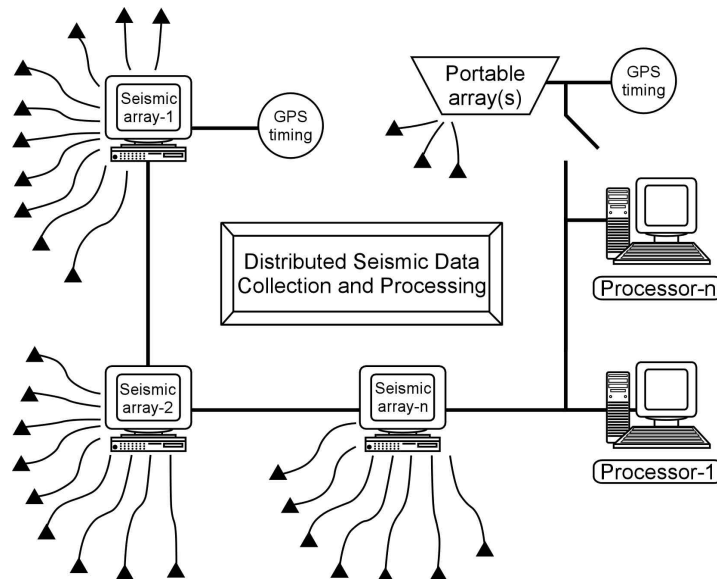 Seismic
array-1
GPS
timing
Portable
array(s)
GPS
timing
Distributed Seismic Data
Collection and Processing
Processor-n
Seismic
array-2
Seismic
array-n
Processor-1